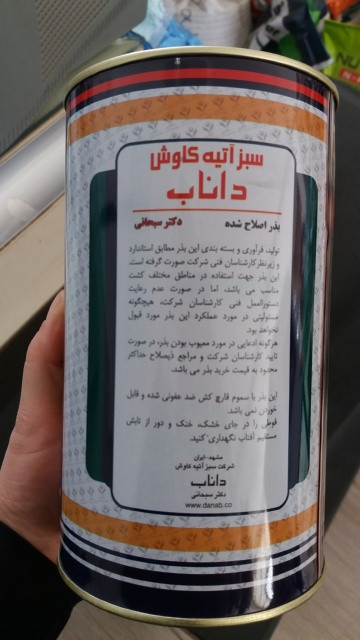 سبز آتیه کاوش
داناب
بذر اصلاح شده دکتر سبحانی
تولید، فرآوری و بسته بندی این بذر مطابق استاندارد
و زیر نظر کارشناسان فنی شرکت صورت گرفته است.
این بذر جهت استفاده در مناطق مختلف کشت
مناسب می باشد، اما در صورت عدم رعایت
دستورالعمل فنی کارشناسان شرکت، هیچگونه
مسئولیتی در مورد عملکرد این بذر مورد قبول
نخواهد بود.
هرگونه ادعایی در مورد معیوب بودن بذر، در صورت
تایید کارشناسان شرکت و مراجع ذیصلاح حداکثر
محدود به قیمت خرید بذر می باشد.
این بذر با سموم قارچ کش ضد عفونی شده و قابل
خوردن نمی باشد.
قوطی را در جای خشک، خنک و دور از تابش
مستقیم آفتاب نگهداری کنید.
مشهد-ایران
شرکت سبز آتیه کاوش
داناب
دکتر سبحانی
www.danab.co